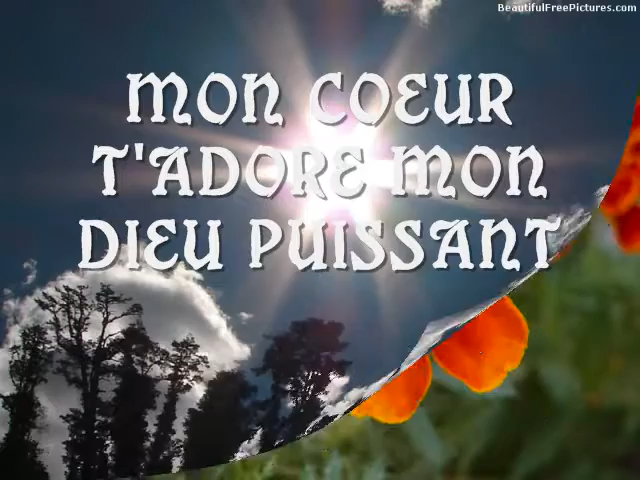 BeautifulFreePictures.com
MON COEUR
T'ADORE MON
DIEU PUISSANT